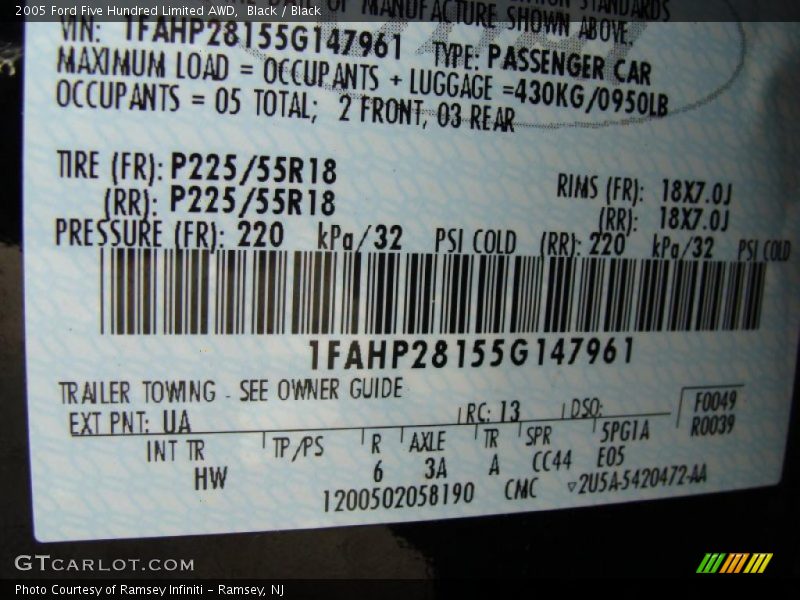 2005 Ford Five Hundred Limited AWD, Black / Black
OF MANUFACTURE SHOWN ABOVE.
STANDARDS
VIN: 1FAHP28155G147961 TYPE: PASSENGER CAR
MAXIMUM LOAD = OCCUPANTS + LUGGAGE =430KG/0950LB
OCCUPANTS = 05 TOTAL; 2 FRONT, 03 REAR
TIRE (FR): P225/55R18 RIMS (FR): 18X7.0J
(RR): P225/55R18 (RR): 18X7.0J
PRESSURE (FR): 220 kPa/32 PSI COLD (RR): 220 kPa/32 PSI COLD
1FAHP28155G147961
TRAILER TOWING - SEE OWNER GUIDE
EXT PNT: UA RC: 13 DSO: F0049
INT TR TP/PS R AXLE TR SPR 5PG1A R0039
HW 6 3A A CC44 E05
1200502058190 CMC ▽2U5A-5420472-AA
GTCARLOT.COM
Photo Courtesy of Ramsey Infiniti - Ramsey, NJ